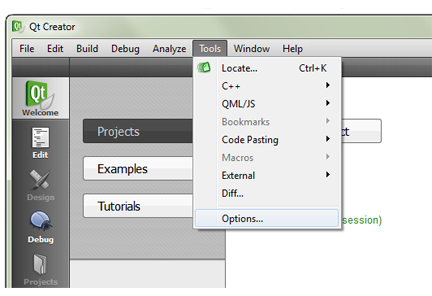 Qt Creator
File Edit Build Debug Analyze Tools Window Help
Qt
Welcome
Edit
Design
Debug
Projects
Projects
Examples
Tutorials
Locate... Ctrl+K
C++
QML/JS
Bookmarks
Code Pasting
Macros
External
Diff...
Options...
ct
session)